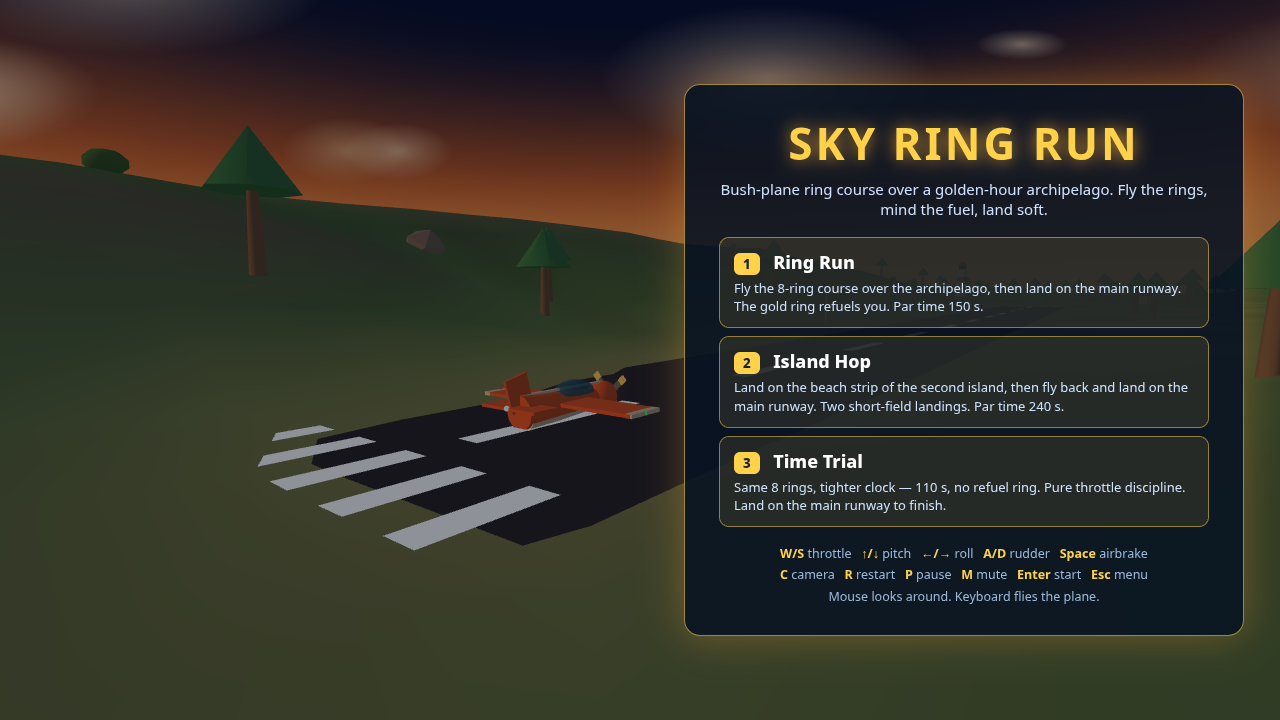 SKY RING RUN
Bush-plane ring course over a golden-hour archipelago. Fly the rings,
mind the fuel, land soft.
1 Ring Run
Fly the 8-ring course over the archipelago, then land on the main runway.
The gold ring refuels you. Par time 150 s.
2 Island Hop
Land on the beach strip of the second island, then fly back and land on the
main runway. Two short-field landings. Par time 240 s.
3 Time Trial
Same 8 rings, tighter clock — 110 s, no refuel ring. Pure throttle discipline.
Land on the main runway to finish.
W/S throttle ↑/↓ pitch ←/→ roll A/D rudder Space airbrake
C camera R restart P pause M mute Enter start Esc menu
Mouse looks around. Keyboard flies the plane.